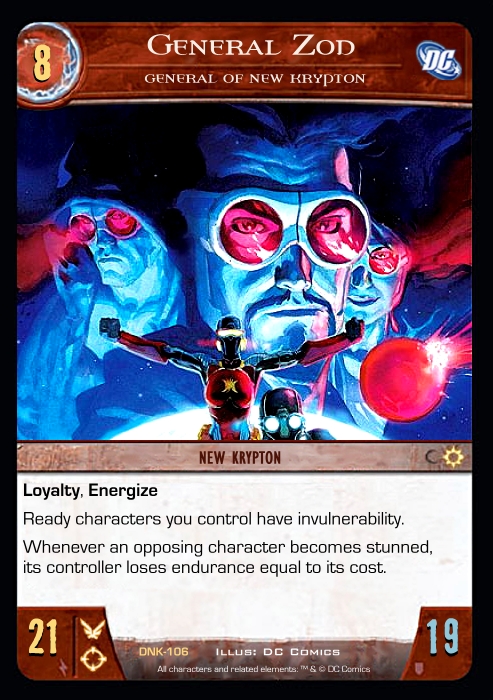 8
General Zod
DC
General of New Krypton
NEW KRYPTON
Loyalty, Energize
Ready characters you control have invulnerability.
Whenever an opposing character becomes stunned,
its controller loses endurance equal to its cost.
21
19
DNK-106 Illus: DC Comics
All characters and related elements: ™ & © DC Comics